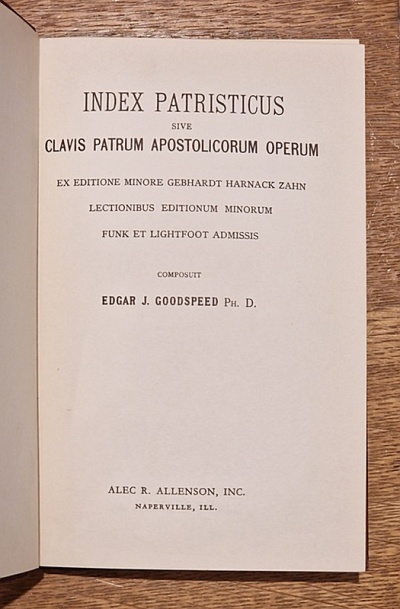 INDEX PATRISTICUS
SIVE
CLAVIS PATRUM APOSTOLICORUM OPERUM
EX EDITIONE MINORE GEBHARDT HARNACK ZAHN
LECTIONIBUS EDITIONUM MINORUM
FUNK ET LIGHTFOOT ADMISSIS
COMPOSUIT
EDGAR J. GOODSPEED PH. D.
ALEC R. ALLENSON, INC.
NAPERVILLE, ILL.